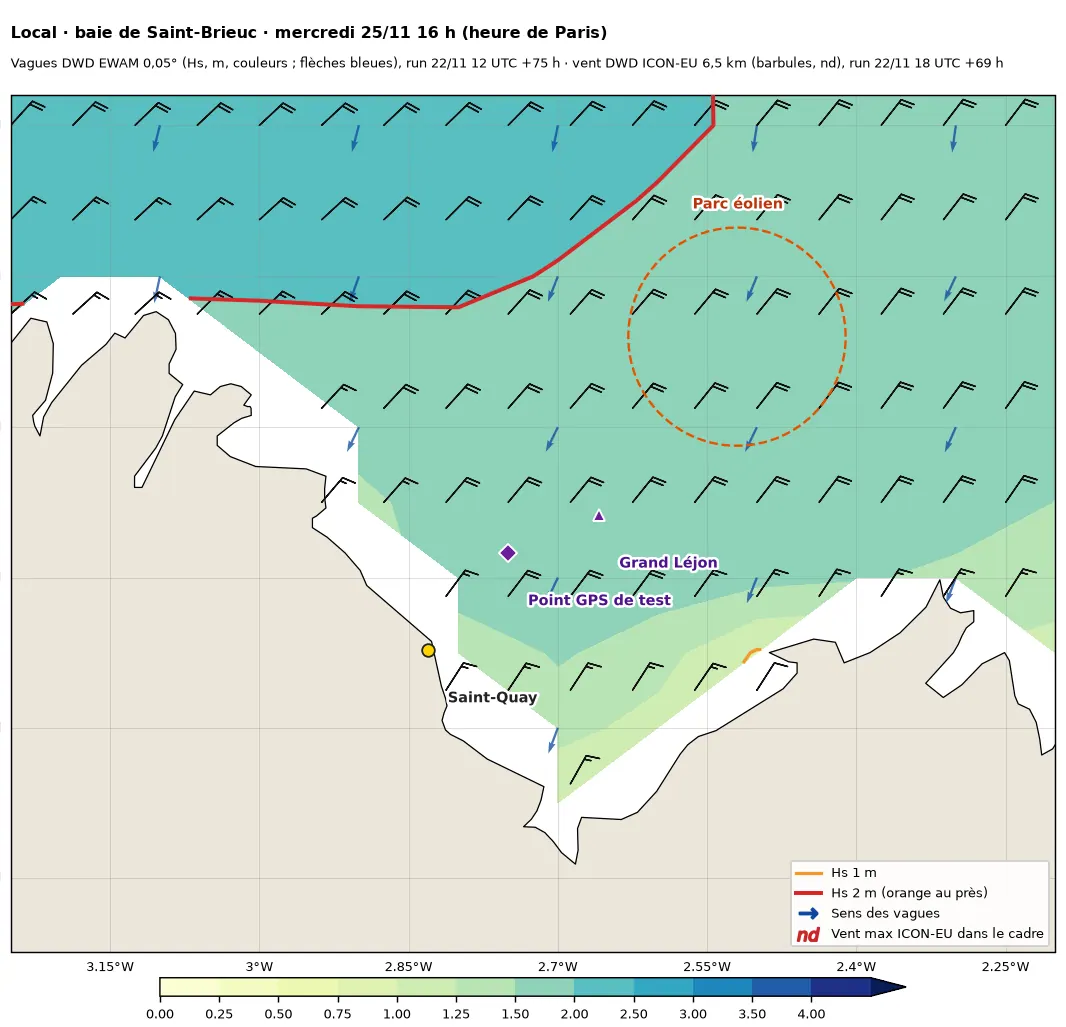 Local · baie de Saint-Brieuc · mercredi 25/11 16 h (heure de Paris)
Vagues DWD EWAM 0,05° (Hs, m, couleurs ; flèches bleues), run 22/11 12 UTC +75 h · vent DWD ICON-EU 6,5 km (barbules, nd), run 22/11 18 UTC +69 h
Parc éolien
Grand Léjon
Point GPS de test
Saint-Quay
Hs 1 m
Hs 2 m (orange au près)
Sens des vagues
nd Vent max ICON-EU dans le cadre
3.15°W 3°W 2.85°W 2.7°W 2.55°W 2.4°W 2.25°W
0.00 0.25 0.50 0.75 1.00 1.25 1.50 2.00 2.50 3.00 3.50 4.00